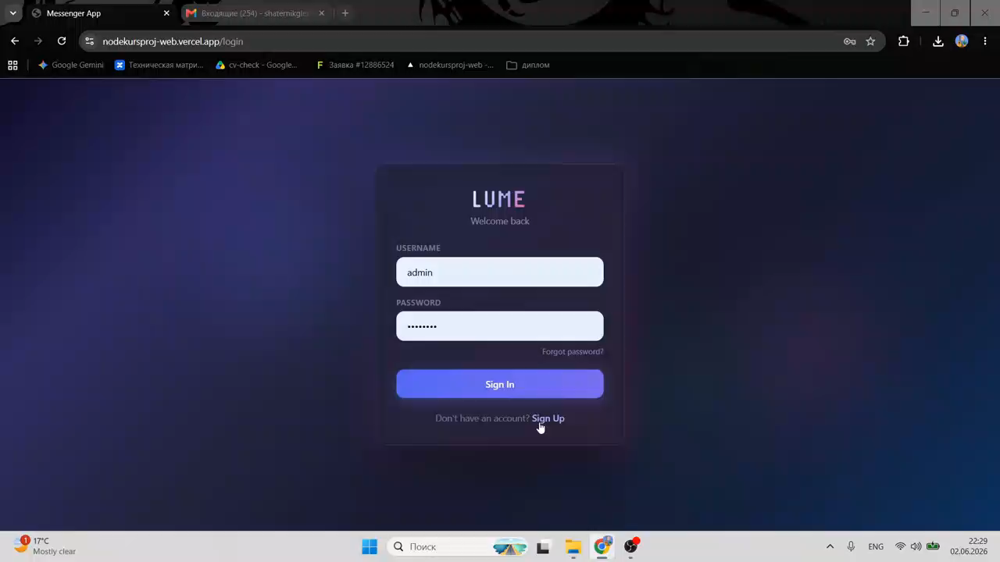 Messenger App
Входящие (254) - shaternikgle
nodekursproj-web.vercel.app/login
Google Gemini
Техническая матри...
cv-check - Google...
Заявка #12886524
nodekursproj-web -...
диплом
LUME
Welcome back
USERNAME
admin
PASSWORD
••••••••
Forgot password?
Sign In
Don't have an account? Sign Up
1
17°C
Mostly clear
Поиск
ENG
22:29
02.06.2026